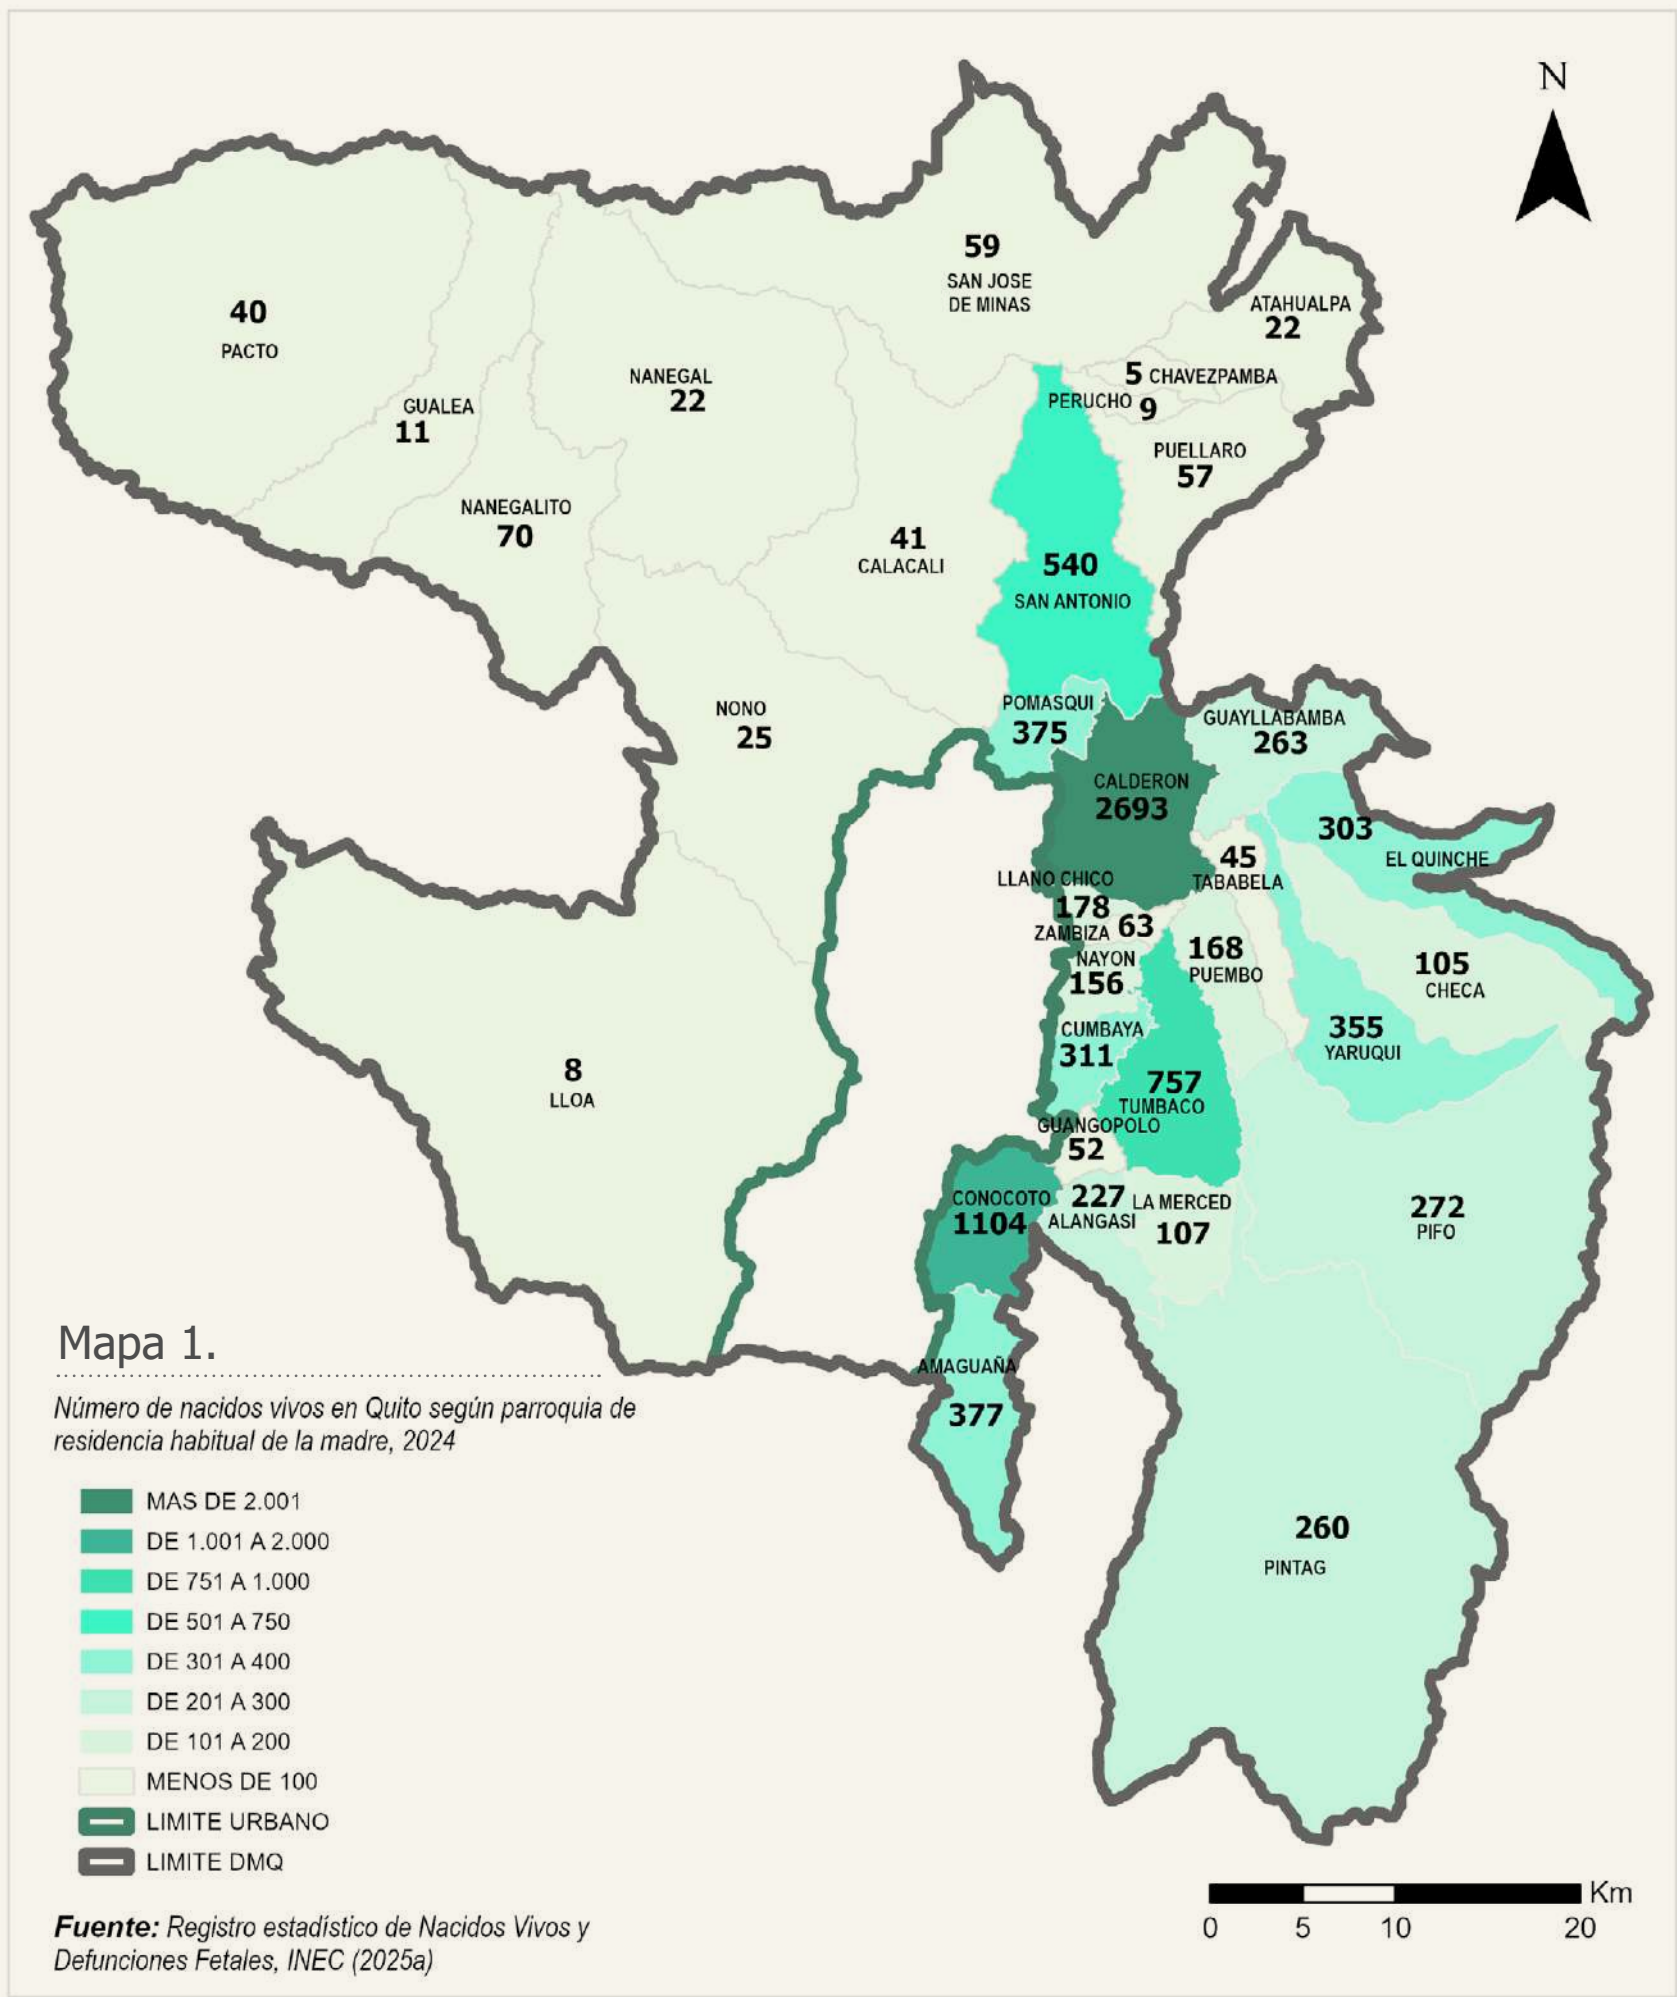 N
59
SAN JOSE
DE MINAS
ATAHUALPA
22
40
PACTO
NANEGAL
22
5 CHAVEZPAMBA
PERUCHO 9
GUALEA
11
PUELLARO
57
NANEGALITO
70
41
CALACALI
540
SAN ANTONIO
NONO
25
POMASQUI
375
GUAYLLABAMBA
263
CALDERON
2693
303
EL QUINCHE
45
TABABELA
LLANO CHICO
178
ZAMBIZA 63
NAYON
156
168
PUEMBO
105
CHECA
CUMBAYA
311
355
YARUQUI
8
LLOA
757
TUMBACO
GUANGOPOLO
52
CONOCOTO
1104
227
ALANGASI
LA MERCED
107
272
PIFO
AMAGUAÑA
377
260
PINTAG
Mapa 1.
Número de nacidos vivos en Quito según parroquia de
residencia habitual de la madre, 2024
MAS DE 2.001
DE 1.001 A 2.000
DE 751 A 1.000
DE 501 A 750
DE 301 A 400
DE 201 A 300
DE 101 A 200
MENOS DE 100
LIMITE URBANO
LIMITE DMQ
Fuente: Registro estadístico de Nacidos Vivos y
Defunciones Fetales, INEC (2025a)
Km
0 5 10 20